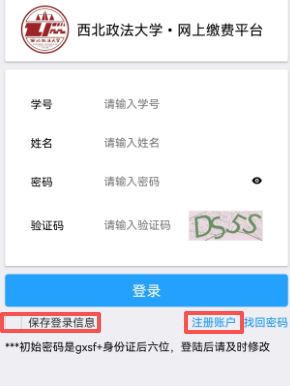 西北政法大学·网上缴费平台
学号 请输入学号
姓名 请输入姓名
密码 请输入密码
验证码 请输入验证码 DS5S
登录
保存登录信息 注册账户 找回密码
***初始密码是gxsf+身份证后六位，登陆后请及时修改